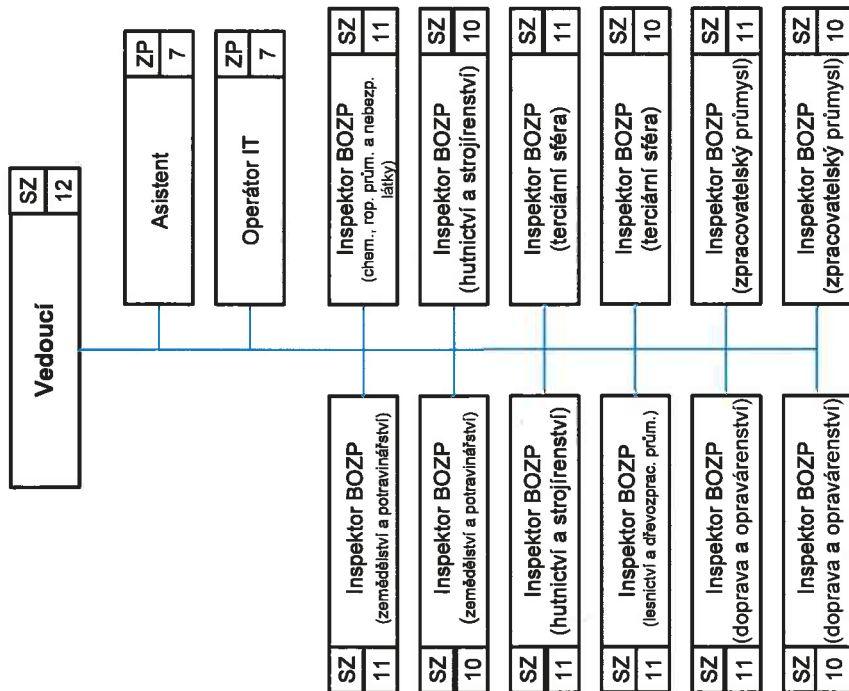 Vedoucí
SZ
12
Asistent
ZP
7
Operátor IT
ZP
7
SZ
11
Inspektor BOZP
(zemědělství a potravinářství)
Inspektor BOZP
(chem., rop. prům. a nebezp.
látky)
SZ
11
SZ
10
Inspektor BOZP
(zemědělství a potravinářství)
Inspektor BOZP
(hutnictví a strojírenství)
SZ
10
SZ
11
Inspektor BOZP
(hutnictví a strojírenství)
Inspektor BOZP
(terciární sféra)
SZ
11
SZ
11
Inspektor BOZP
(lesnictví a dřevozprac. prům.)
Inspektor BOZP
(terciární sféra)
SZ
10
SZ
11
Inspektor BOZP
(doprava a opravárenství)
Inspektor BOZP
(zpracovatelský průmysl)
SZ
11
SZ
10
Inspektor BOZP
(doprava a opravárenství)
Inspektor BOZP
(zpracovatelský průmysl)
SZ
10